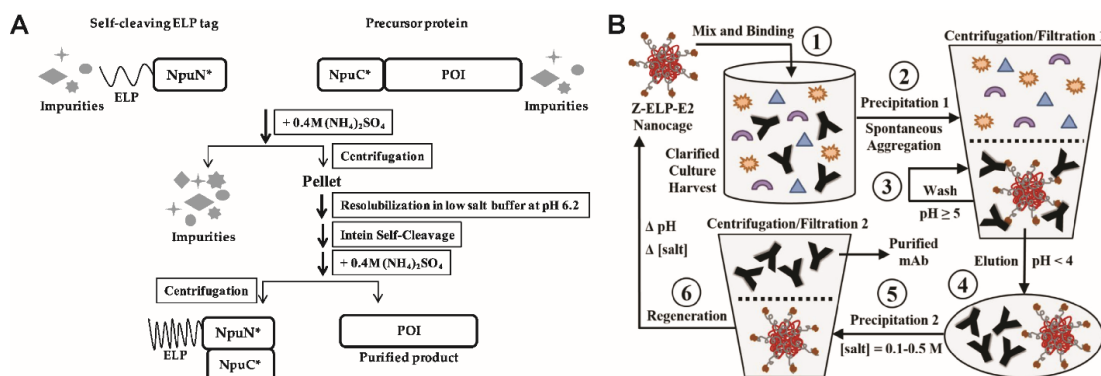 A
Self-cleaving ELP tag
Precursor protein
NpuN*
NpuC*
POI
Impurities
ELP
Impurities
+ 0.4M (NH4)2SO4
Centrifugation
Pellet
Impurities
Resolubilization in low salt buffer at pH 6.2
Intein Self-Cleavage
+ 0.4M (NH4)2SO4
Centrifugation
NpuN*
POI
ELP
NpuC*
Purified product
B
Mix and Binding
1
Z-ELP-E2
Nanocage
Clarified
Culture
Harvest
2
Precipitation 1
Spontaneous
Aggregation
Centrifugation/Filtration
3
Wash
pH ≥ 5
Elution
pH < 4
4
5
Precipitation 2
[salt] = 0.1-0.5 M
Centrifugation/Filtration 2
Purified
mAb
Δ pH
Δ [salt]
6
Regeneration